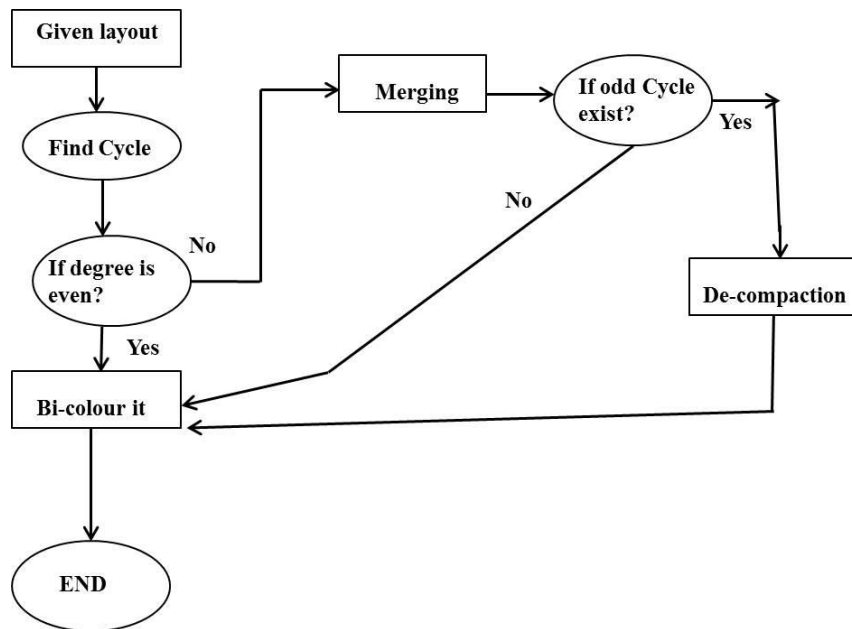 Given layout
Find Cycle
If degree is
even?
No
Yes
Merging
If odd Cycle
exist?
Yes
No
De-compaction
Bi-colour it
END